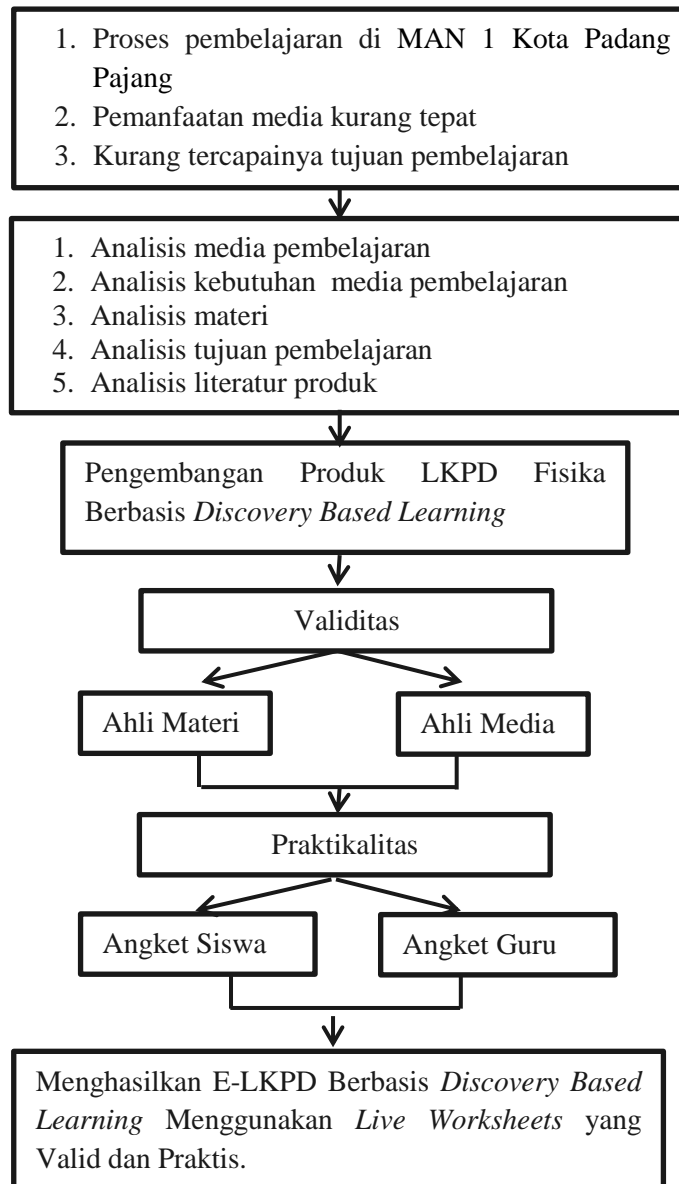 1. Proses pembelajaran di MAN 1 Kota Padang
Pajang
2. Pemanfaatan media kurang tepat
3. Kurang tercapainya tujuan pembelajaran
1. Analisis media pembelajaran
2. Analisis kebutuhan media pembelajaran
3. Analisis materi
4. Analisis tujuan pembelajaran
5. Analisis literatur produk
Pengembangan Produk LKPD Fisika
Berbasis Discovery Based Learning
Validitas
Ahli Materi
Ahli Media
Praktikalitas
Angket Siswa
Angket Guru
Menghasilkan E-LKPD Berbasis Discovery Based
Learning Menggunakan Live Worksheets yang
Valid dan Praktis.